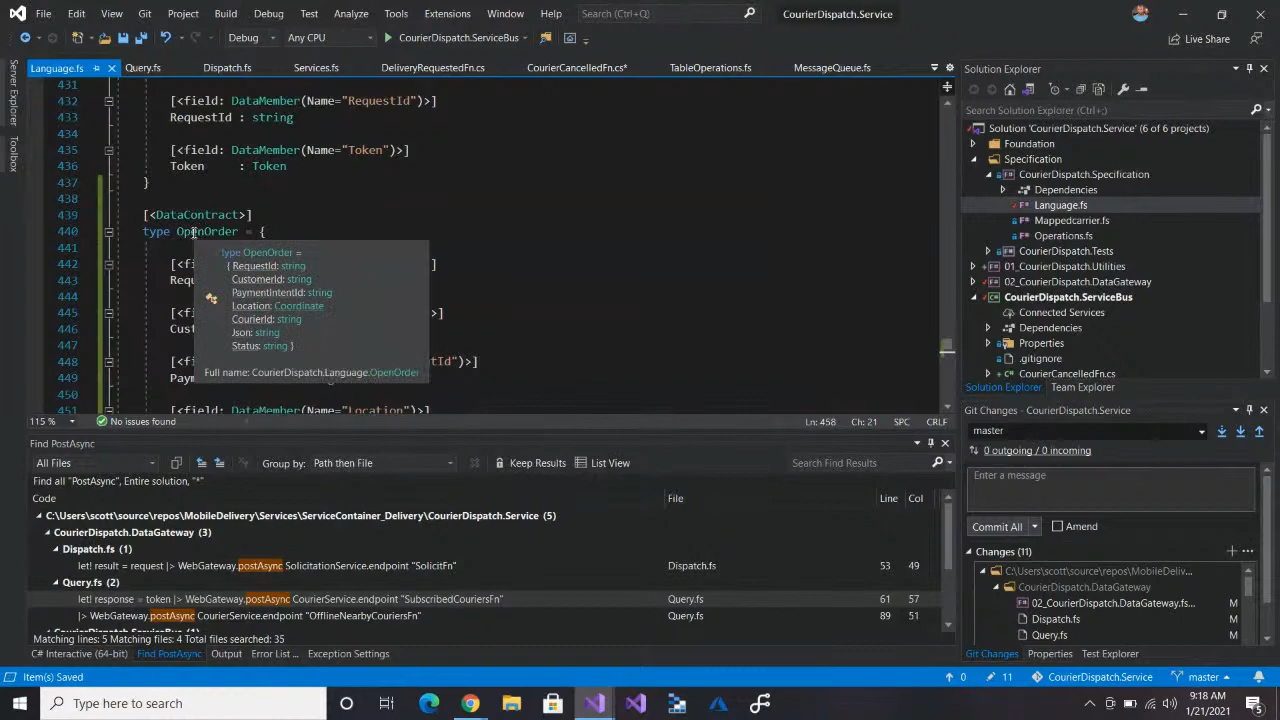 File Edit View Git Project Build Debug Test Analyze Tools Extensions Window Help Search (Ctrl+;) CourierDispatch.Service
Debug Any CPU CourierDispatch.ServiceBus Live Share
Server Explorer
Toolbox
Language.fs Query.fs Dispatch.fs Services.fs DeliveryRequestedFn.cs CourierCancelledFn.cs* TableOperations.fs MessageQueue.fs
431
432 [<field: DataMember(Name="RequestId")>]
433 RequestId : string
434
435 [<field: DataMember(Name="Token")>]
436 Token : Token
437 }
438
439 [<DataContract>]
440 type OpenOrder = {
441
442 [<f ]
443 Req
444
445 [<f >]
446 Cust
447
448 [<f tId")>]
449 Paym
450
451 [<field: DataMember(Name="Location")>]
type OpenOrder =
{ RequestId: string
CustomerId: string
PaymentIntentId: string
Location: Coordinate
CourierId: string
Json: string
Status: string }
Full name: CourierDispatch.Language.OpenOrder
115 % No issues found Ln: 458 Ch: 21 SPC CRLF
Find PostAsync
All Files Group by: Path then File Keep Results List View Search Find Results
Find all "PostAsync", Entire solution, "*"
Code File Line Col
C:\Users\scott\source\repos\MobileDelivery\Services\ServiceContainer_Delivery\CourierDispatch.Service (5)
CourierDispatch.DataGateway (3)
Dispatch.fs (1)
let! result = request |> WebGateway.postAsync SolicitationService.endpoint "SolicitFn" Dispatch.fs 53 49
Query.fs (2)
let! response = token |> WebGateway.postAsync CourierService.endpoint "SubscribedCouriersFn" Query.fs 61 57
|> WebGateway.postAsync CourierService.endpoint "OfflineNearbyCouriersFn" Query.fs 89 51
CourierDispatch.ServiceBus (1)
Matching lines: 5 Matching files: 4 Total files searched: 35
C# Interactive (64-bit) Find PostAsync Output Error List ... Exception Settings
Solution Explorer
Search Solution Explorer (Ctrl+;)
Solution 'CourierDispatch.Service' (6 of 6 projects)
Foundation
Specification
CourierDispatch.Specification
Dependencies
Language.fs
Mappedcarrier.fs
Operations.fs
CourierDispatch.Tests
01_CourierDispatch.Utilities
02_CourierDispatch.DataGateway
CourierDispatch.ServiceBus
Connected Services
Dependencies
Properties
.gitignore
CourierCancelledFn.cs
Solution Explorer Team Explorer
Git Changes - CourierDispatch.Service
master
0 outgoing / 0 incoming
Enter a message
Commit All Amend
Changes (11)
C:\Users\scott\source\repos\MobileDeliv...
CourierDispatch.DataGateway
02_CourierDispatch.DataGateway.fs... M
Dispatch.fs M
Query.fs M
Git Changes Properties Test Explorer
Item(s) Saved 0 11 CourierDispatch.Service master
Type here to search 9:18 AM
1/21/2021